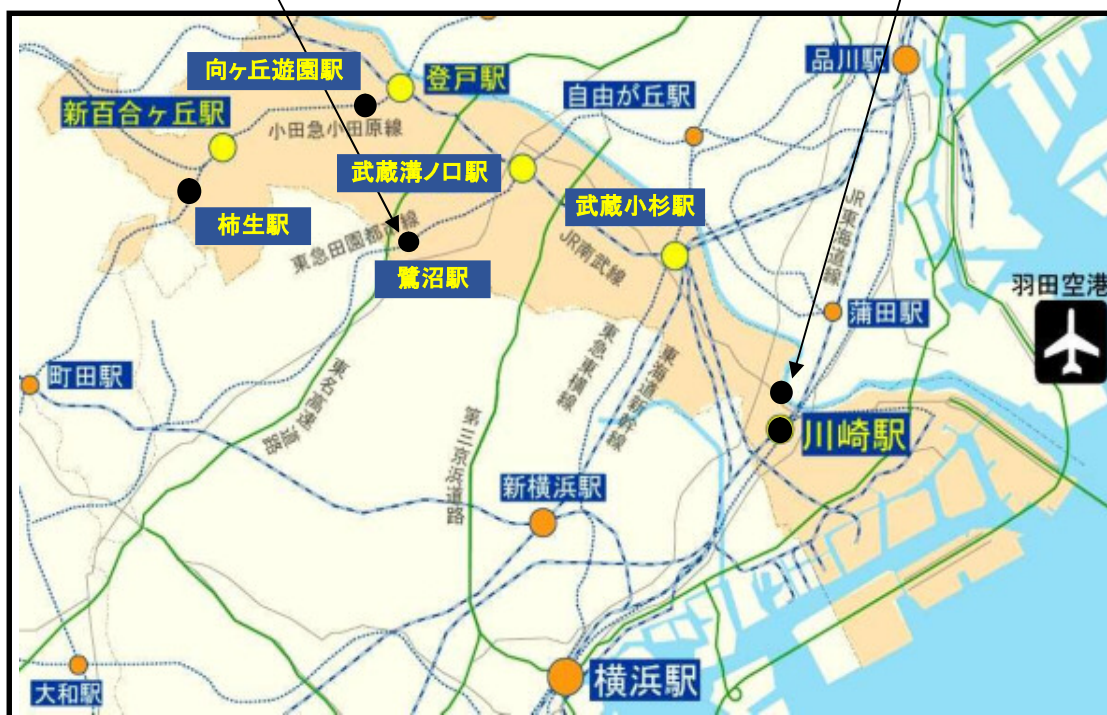 品川駅
向ヶ丘遊園駅
登戸駅
自由が丘駅
新百合ヶ丘駅
小田急小田原線
武蔵溝ノ口駅
武蔵小杉駅
柿生駅
東急田園都市線
JR南武線
JR東海道線
鷺沼駅
羽田空港
蒲田駅
町田駅
東名高速道路
第三京浜道路
東急東横線
東海道新幹線
川崎駅
新横浜駅
横浜駅
大和駅